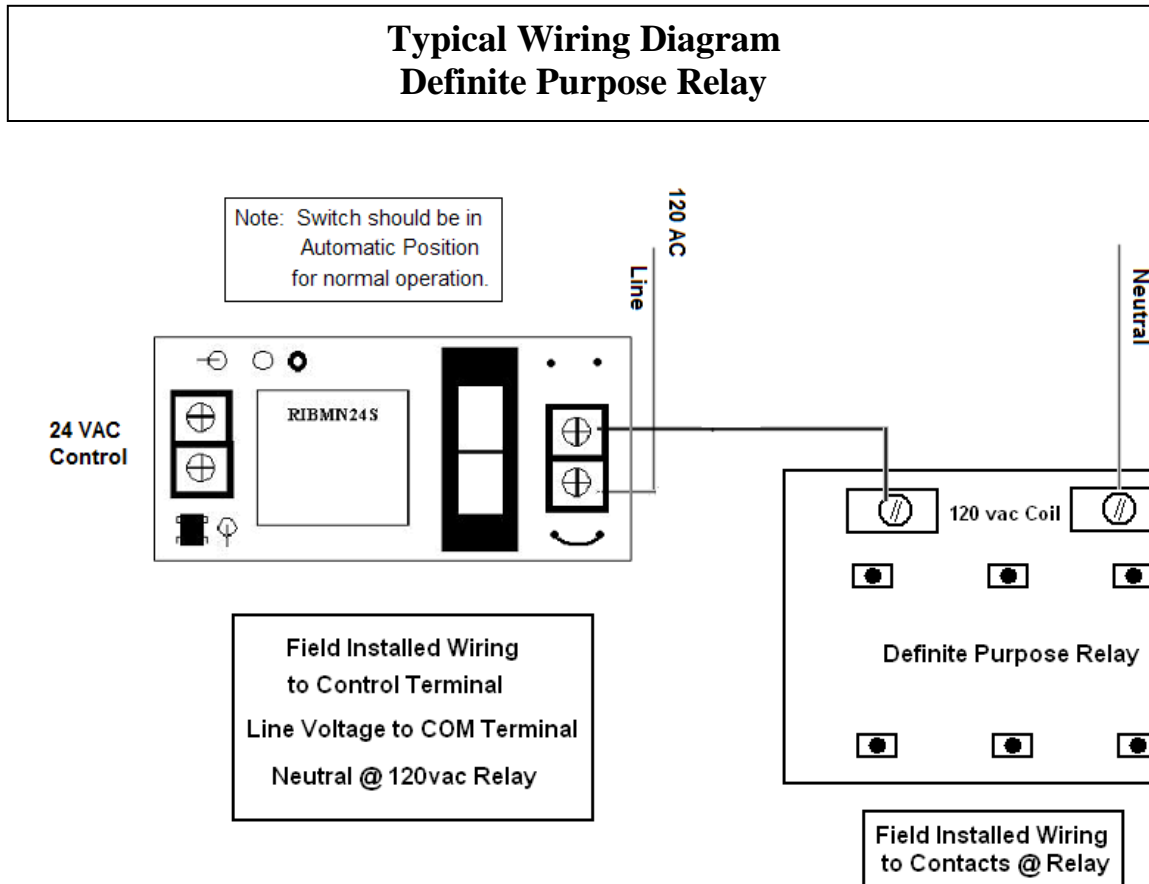 Typical Wiring Diagram
Definite Purpose Relay
Note: Switch should be in
Automatic Position
for normal operation.
120 AC
Line
Neutral
24 VAC
Control
RIBMN24S
120 vac Coil
Definite Purpose Relay
Field Installed Wiring
to Control Terminal
Line Voltage to COM Terminal
Neutral @ 120vac Relay
Field Installed Wiring
to Contacts @ Relay